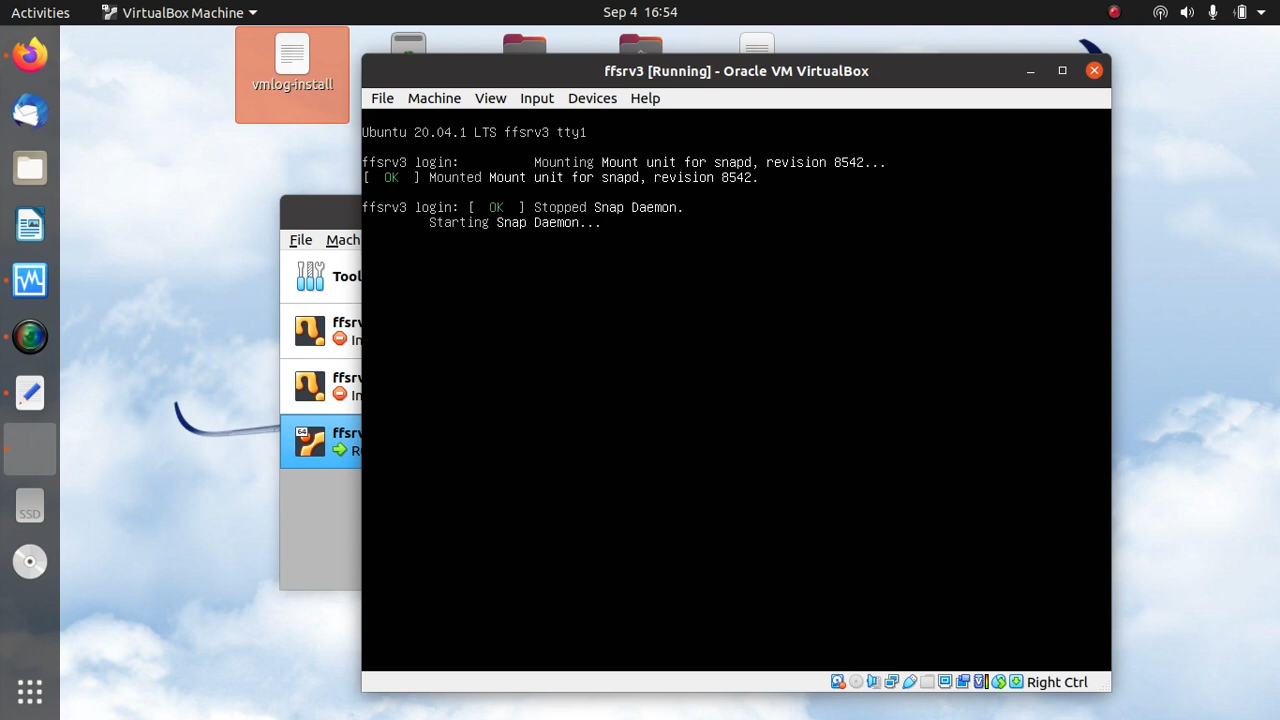 Activities
VirtualBox Machine
Sep 4 16:54
vmlog-install
ffsrv3 [Running] - Oracle VM VirtualBox
File Machine View Input Devices Help
Ubuntu 20.04.1 LTS ffsrv3 tty1
ffsrv3 login:          Mounting Mount unit for snapd, revision 8542...
[  OK  ] Mounted Mount unit for snapd, revision 8542.
ffsrv3 login: [  OK  ] Stopped Snap Daemon.
         Starting Snap Daemon...
File Mach
Tool
ffsrv
In
ffsrv
In
64
ffsrv
R
SSD
Right Ctrl